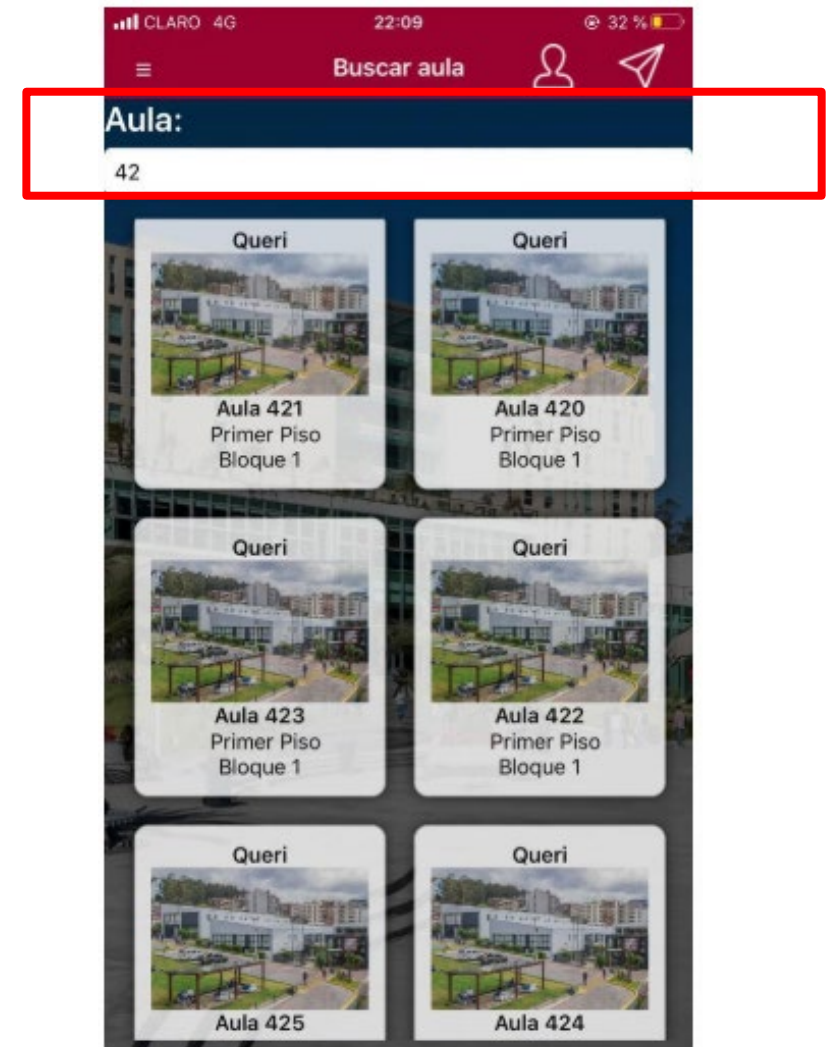 CLARO 4G 22:09 32 %
≡ Buscar aula
Aula:
42
Queri Queri
Aula 421 Aula 420
Primer Piso Primer Piso
Bloque 1 Bloque 1
Queri Queri
Aula 423 Aula 422
Primer Piso Primer Piso
Bloque 1 Bloque 1
Queri Queri
Aula 425 Aula 424